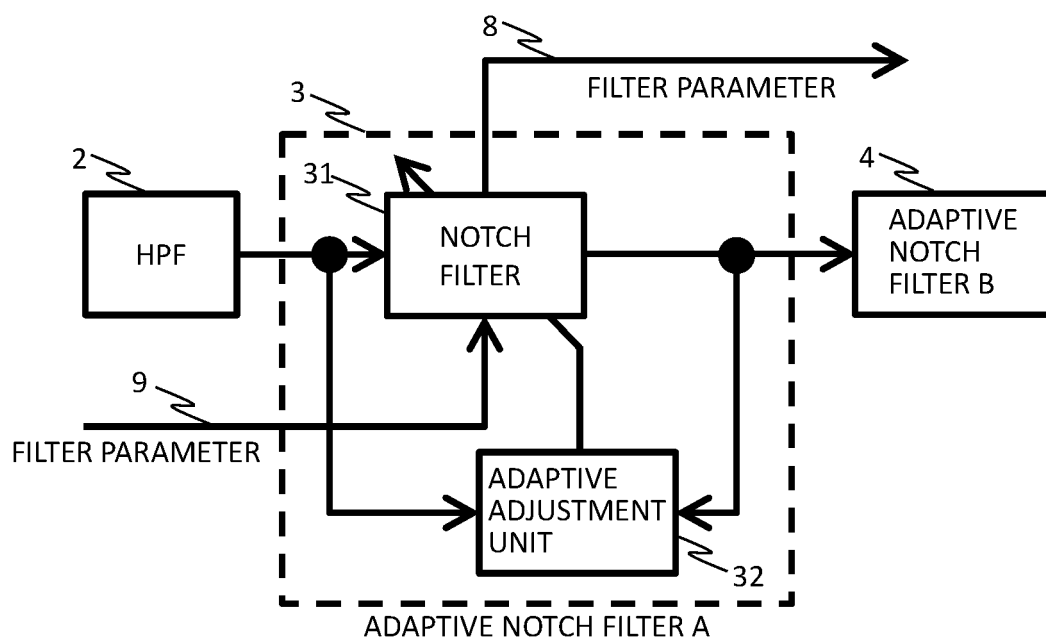 8
FILTER PARAMETER
3
2
31
4
HPF
NOTCH
FILTER
ADAPTIVE
NOTCH
FILTER B
9
FILTER PARAMETER
ADAPTIVE
ADJUSTMENT
UNIT
32
ADAPTIVE NOTCH FILTER A